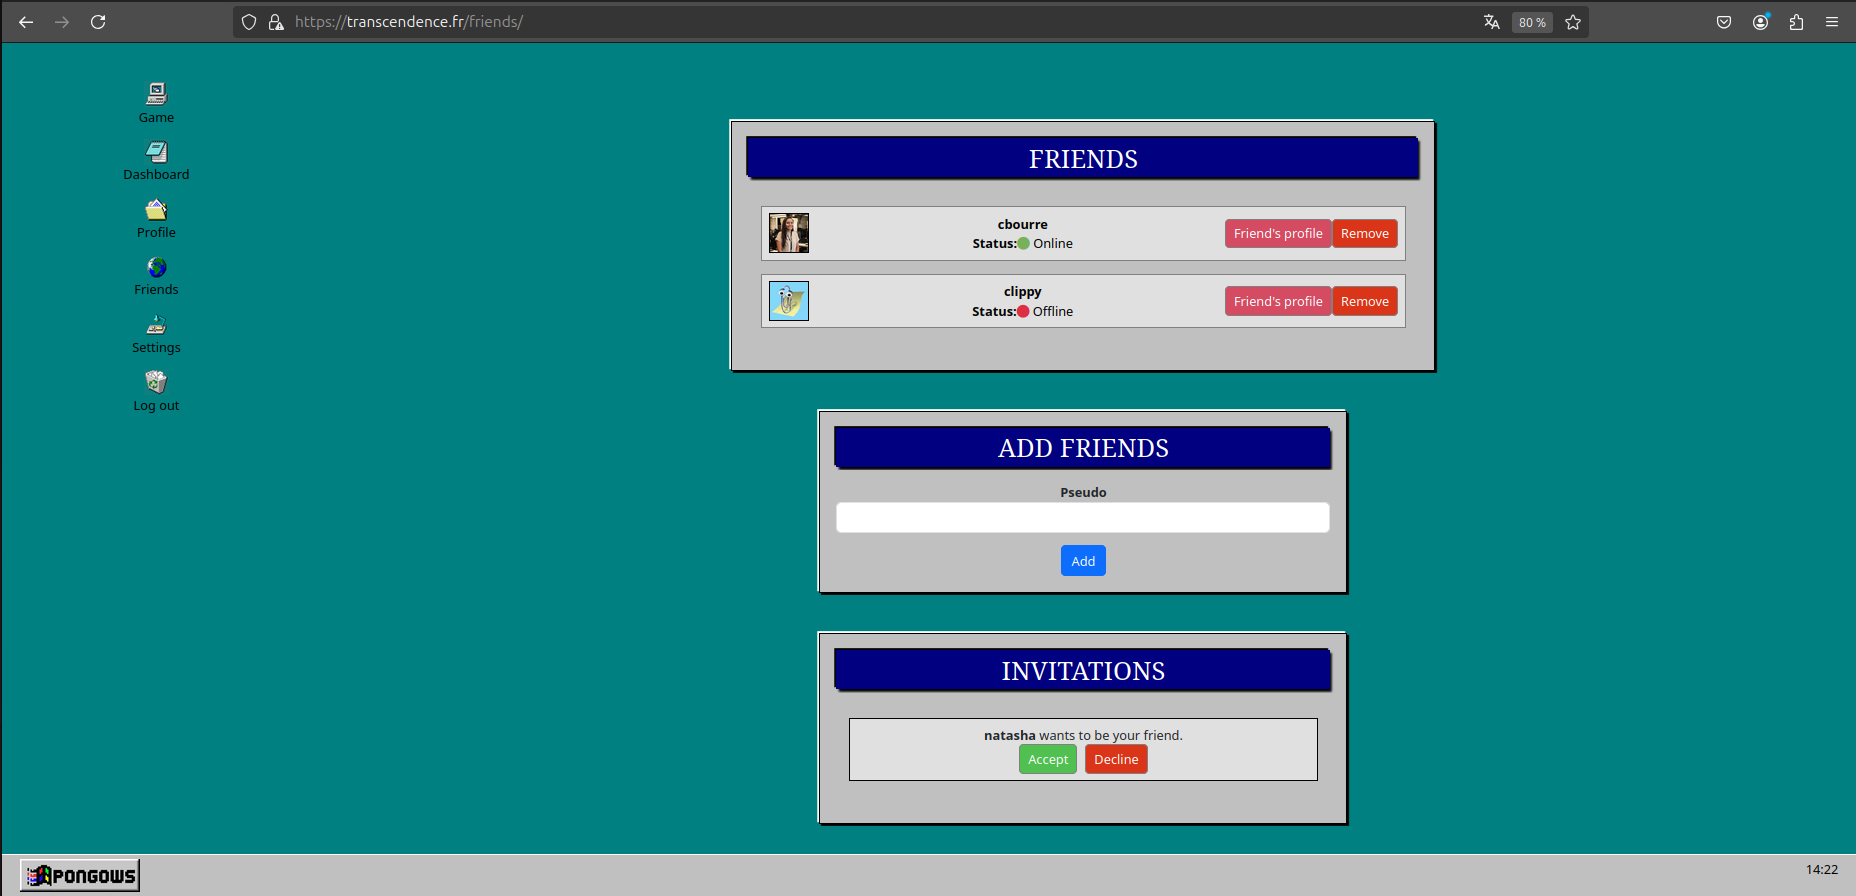 https://transcendence.fr/friends/
80 %
Game
Dashboard
Profile
Friends
Settings
Log out
FRIENDS
cbourre
Status: Online
Friend's profile
Remove
clippy
Status: Offline
Friend's profile
Remove
ADD FRIENDS
Pseudo
Add
INVITATIONS
natasha wants to be your friend.
Accept
Decline
PONGOWS
14:22